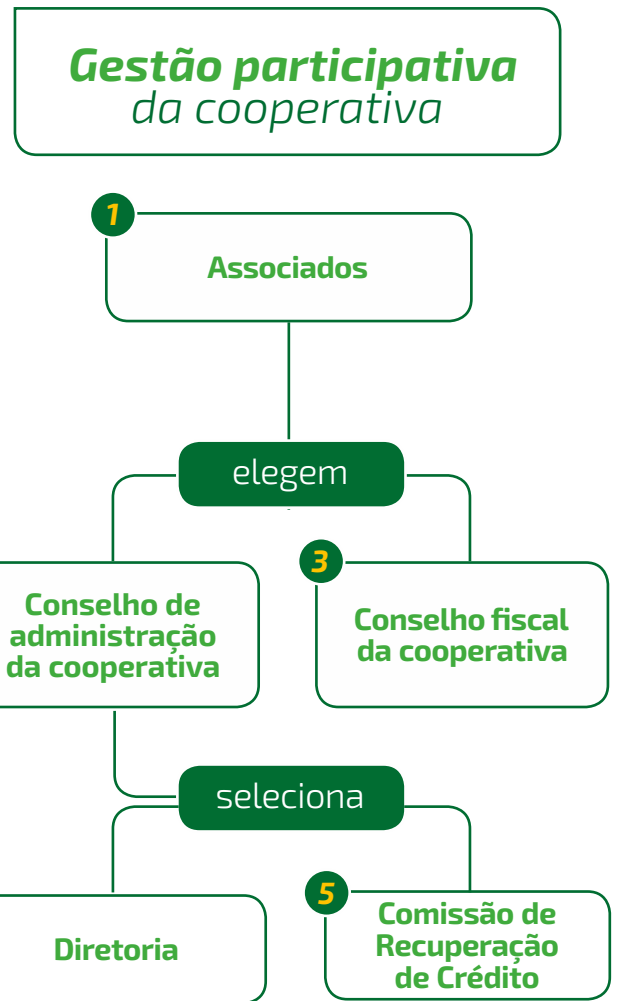 Gestão participativa
da cooperativa
1
Associados
elegem
Conselho de
administração
da cooperativa
3
Conselho fiscal
da cooperativa
seleciona
Diretoria
5
Comissão de
Recuperação
de Crédito